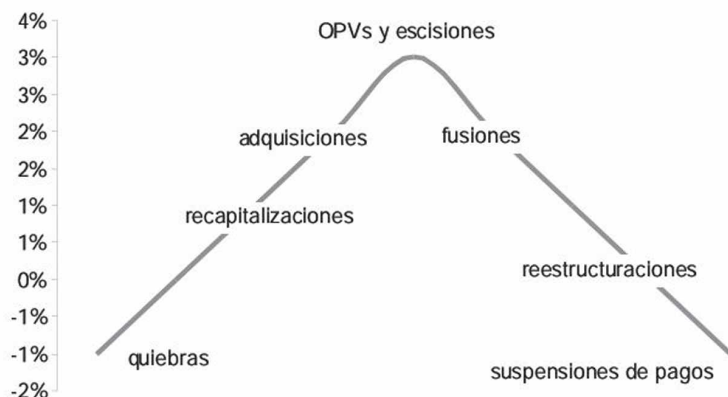 4%
OPVs y escisiones
3%
3%
2%
adquisiciones
fusiones
2%
1%
recapitalizaciones
1%
0%
reestructuraciones
-1%
-1%
quiebras
suspensiones de pagos
-2%